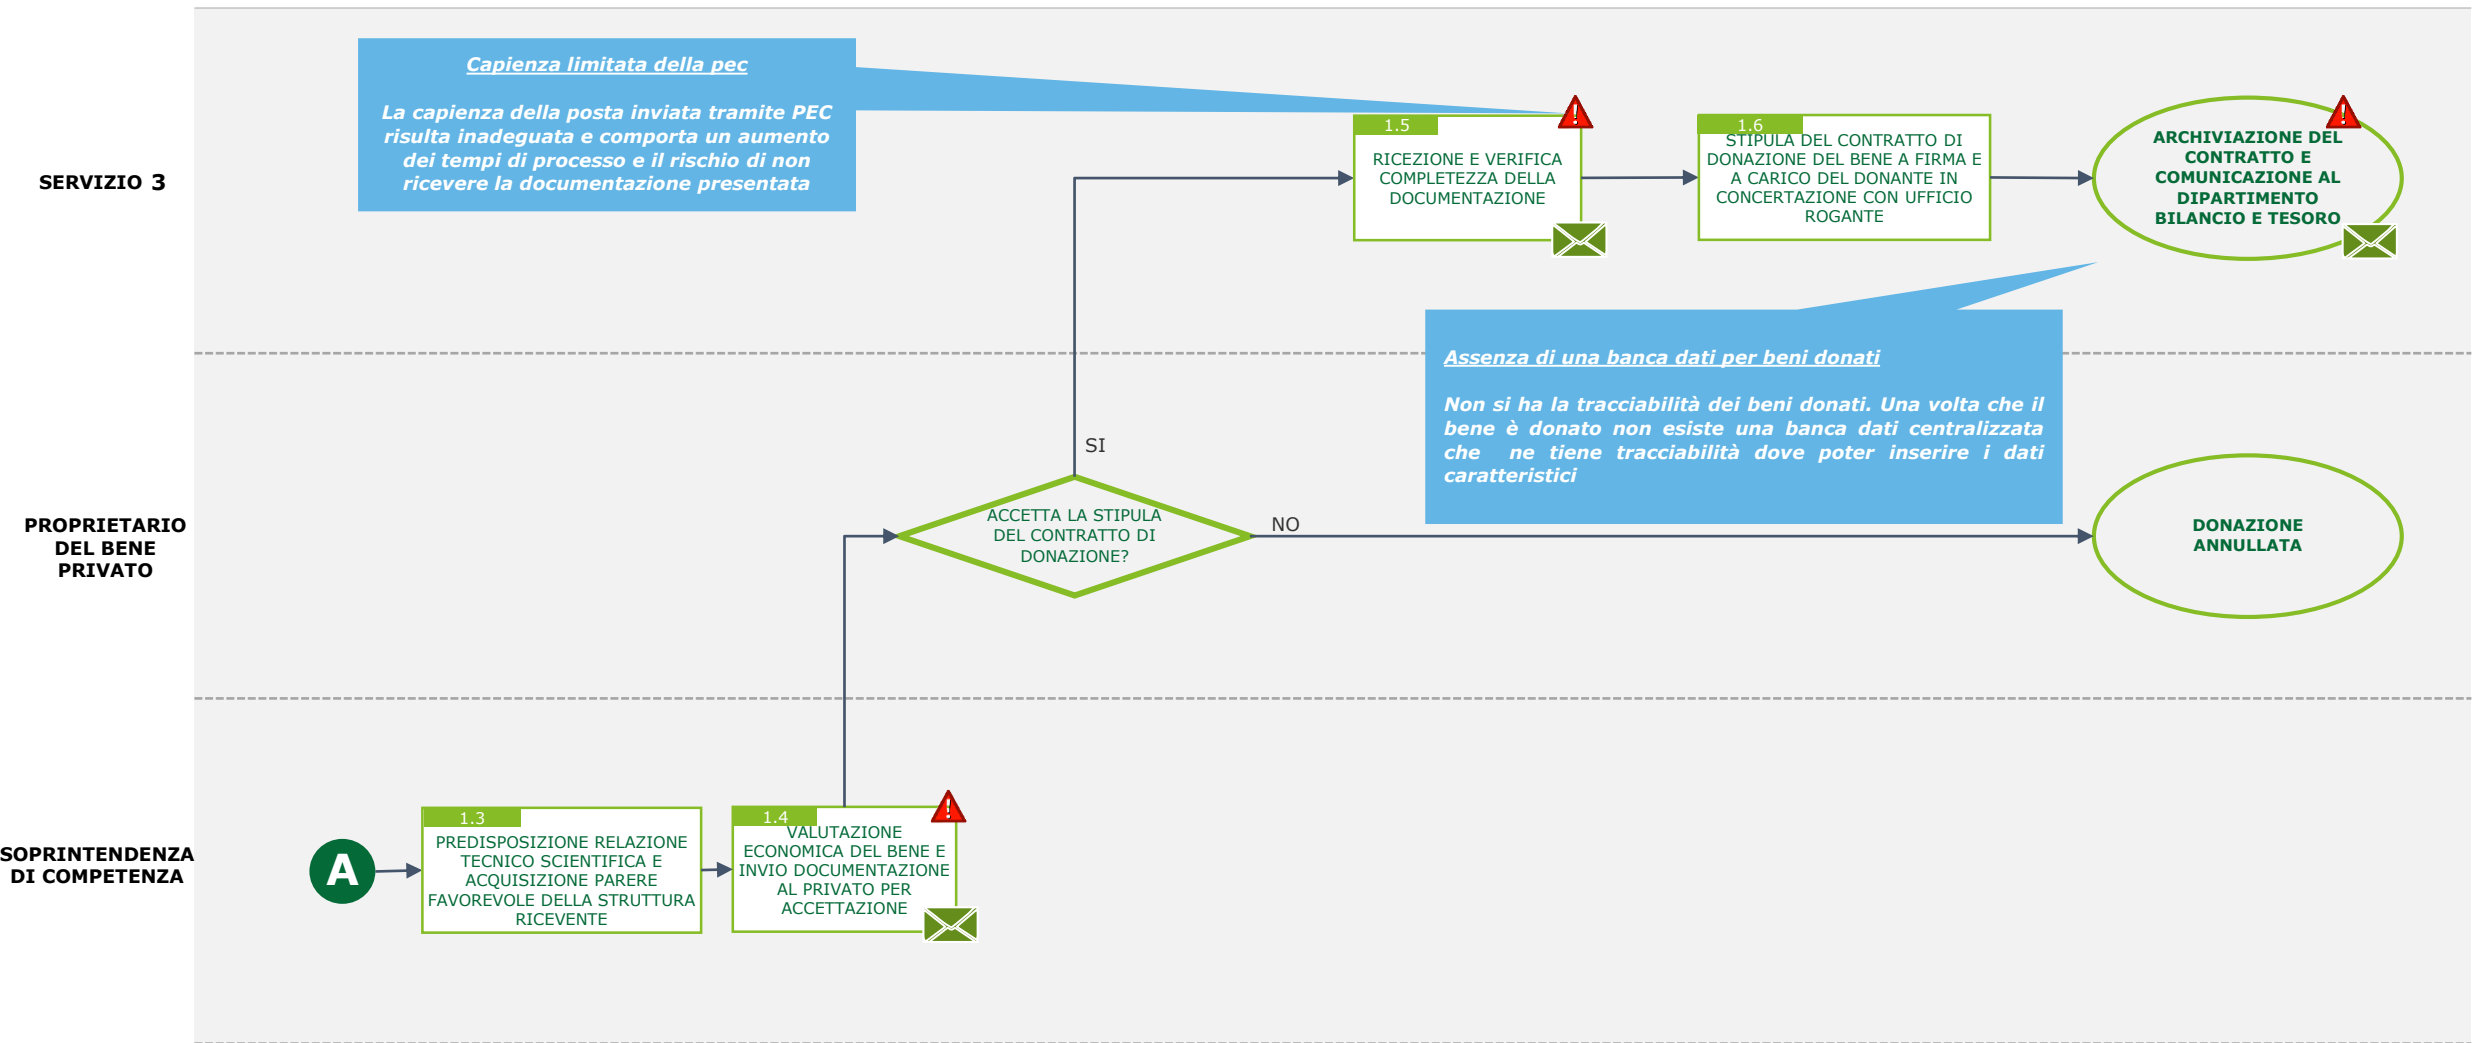 Capienza limitata della pec
La capienza della posta inviata tramite PEC
risulta inadeguata e comporta un aumento
dei tempi di processo e il rischio di non
ricevere la documentazione presentata
SERVIZIO 3
1.5
RICEZIONE E VERIFICA
COMPLETEZZA DELLA
DOCUMENTAZIONE
1.6
STIPULA DEL CONTRATTO DI
DONAZIONE DEL BENE A FIRMA E
A CARICO DEL DONANTE IN
CONCERTAZIONE CON UFFICIO
ROGANTE
ARCHIVIAZIONE DEL
CONTRATTO E
COMUNICAZIONE AL
DIPARTIMENTO
BILANCIO E TESORO
Assenza di una banca dati per beni donati
Non si ha la tracciabilità dei beni donati. Una volta che il
bene è donato non esiste una banca dati centralizzata
che ne tiene tracciabilità dove poter inserire i dati
caratteristici
PROPRIETARIO
DEL BENE
PRIVATO
SI
ACCETTA LA STIPULA
DEL CONTRATTO DI
DONAZIONE?
NO
DONAZIONE
ANNULLATA
SOPRINTENDENZA
DI COMPETENZA
A
1.3
PREDISPOSIZIONE RELAZIONE
TECNICO SCIENTIFICA E
ACQUISIZIONE PARERE
FAVOREVOLE DELLA STRUTTURA
RICEVENTE
1.4
VALUTAZIONE
ECONOMICA DEL BENE E
INVIO DOCUMENTAZIONE
AL PRIVATO PER
ACCETTAZIONE